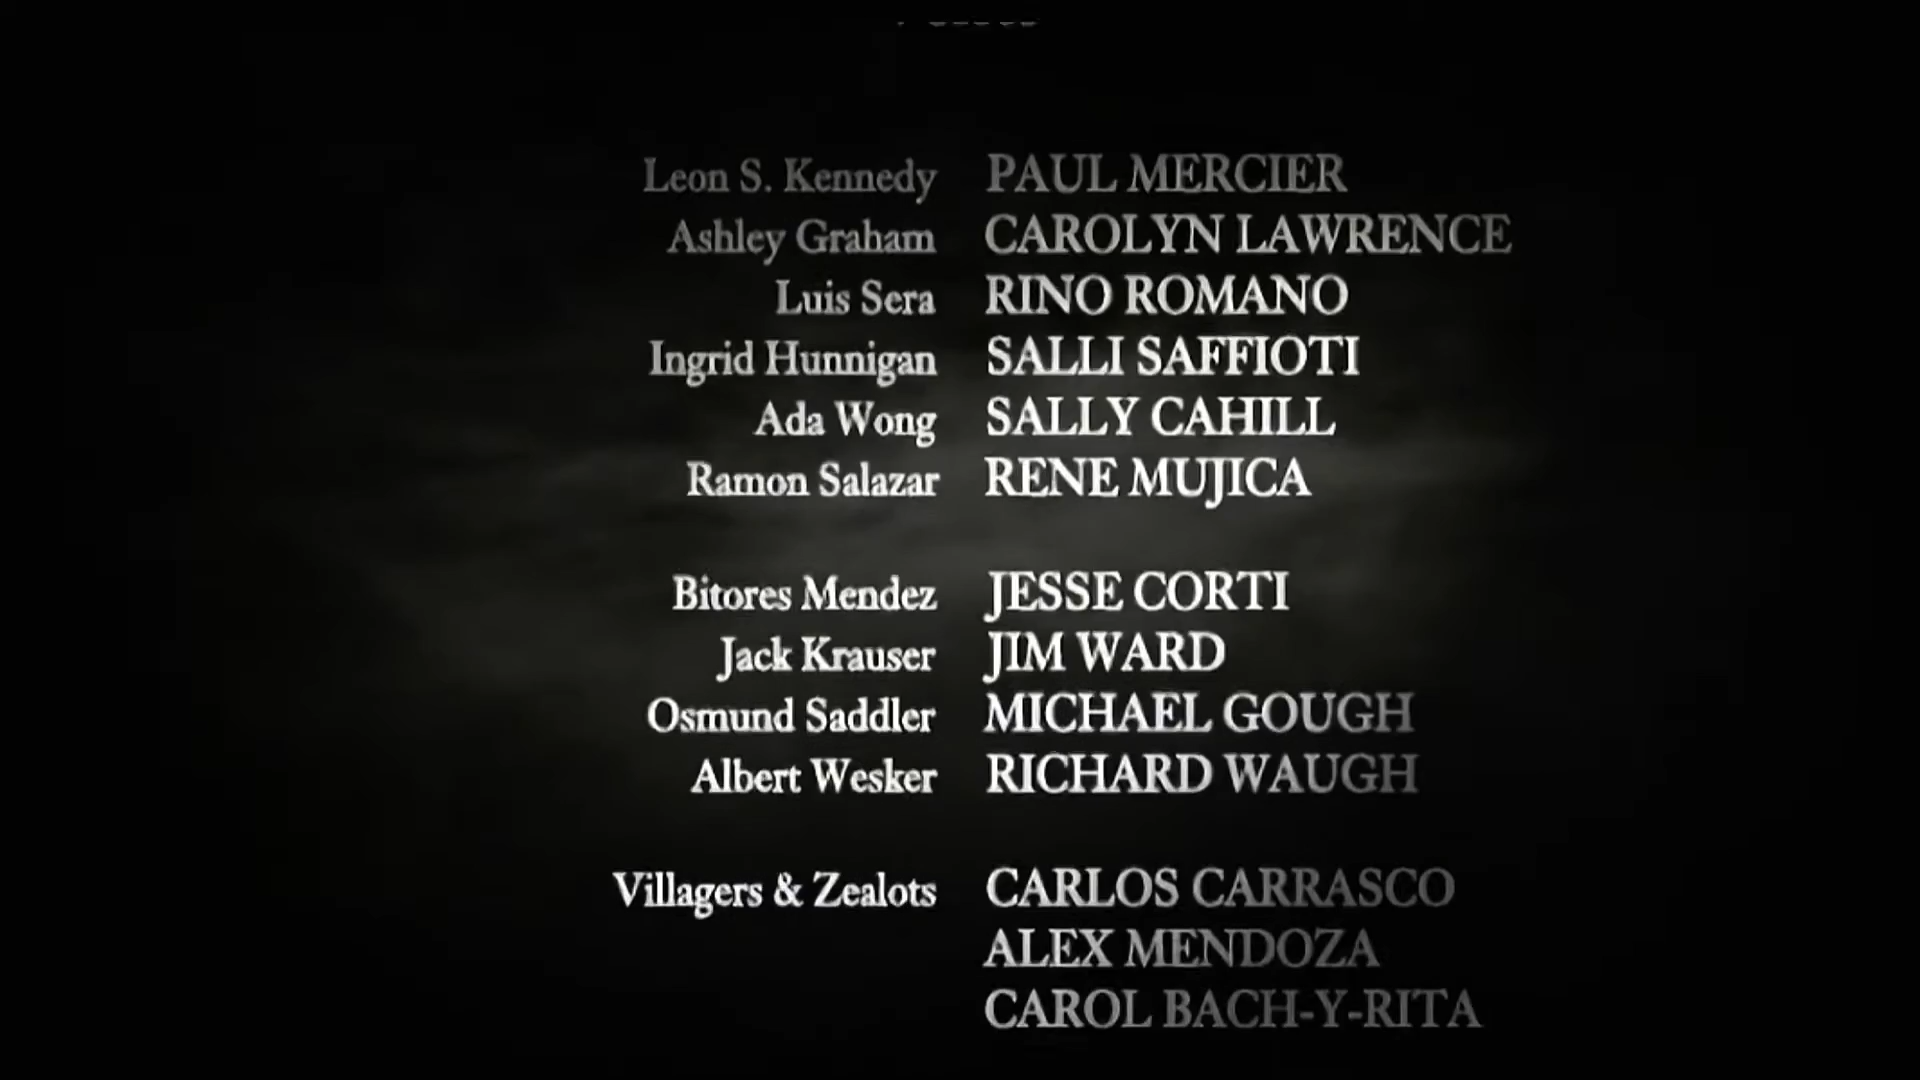 Leon S. Kennedy PAUL MERCIER
Ashley Graham CAROLYN LAWRENCE
Luis Sera RINO ROMANO
Ingrid Hunnigan SALLI SAFFIOTI
Ada Wong SALLY CAHILL
Ramon Salazar RENE MUJICA
Bitores Mendez JESSE CORTI
Jack Krauser JIM WARD
Osmund Saddler MICHAEL GOUGH
Albert Wesker RICHARD WAUGH
Villagers & Zealots CARLOS CARRASCO
ALEX MENDOZA
CAROL BACH-Y-RITA